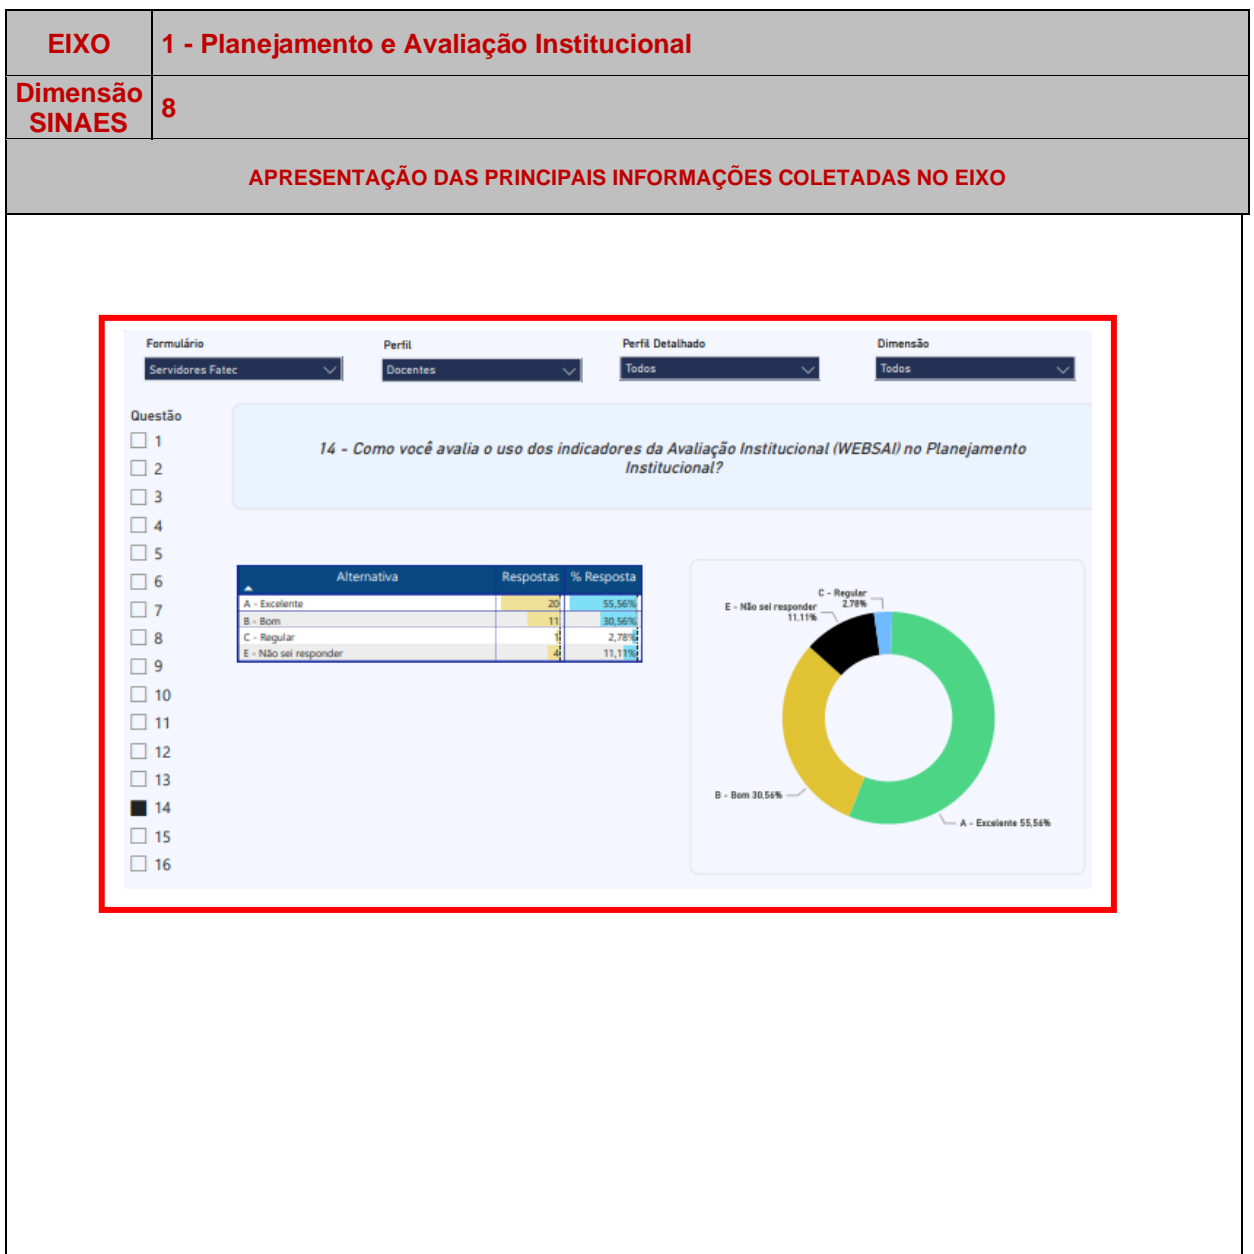 EIXO
1 - Planejamento e Avaliação Institucional
Dimensão
SINAES
8
APRESENTAÇÃO DAS PRINCIPAIS INFORMAÇÕES COLETADAS NO EIXO
Formulário
Servidores Fatec
Perfil
Docentes
Perfil Detalhado
Todos
Dimensão
Todos
Questão
1
2
3
4
5
6
7
8
9
10
11
12
13
14
15
16
14 - Como você avalia o uso dos indicadores da Avaliação Institucional (WEBSAI) no Planejamento
Institucional?
Alternativa Respostas % Resposta
A - Excelente 20 55,56%
B - Bom 11 30,56%
C - Regular 1 2,78%
E - Não sei responder 4 11,11%
C - Regular
2,78%
E - Não sei responder
11,11%
B - Bom 30,56%
A - Excelente 55,56%